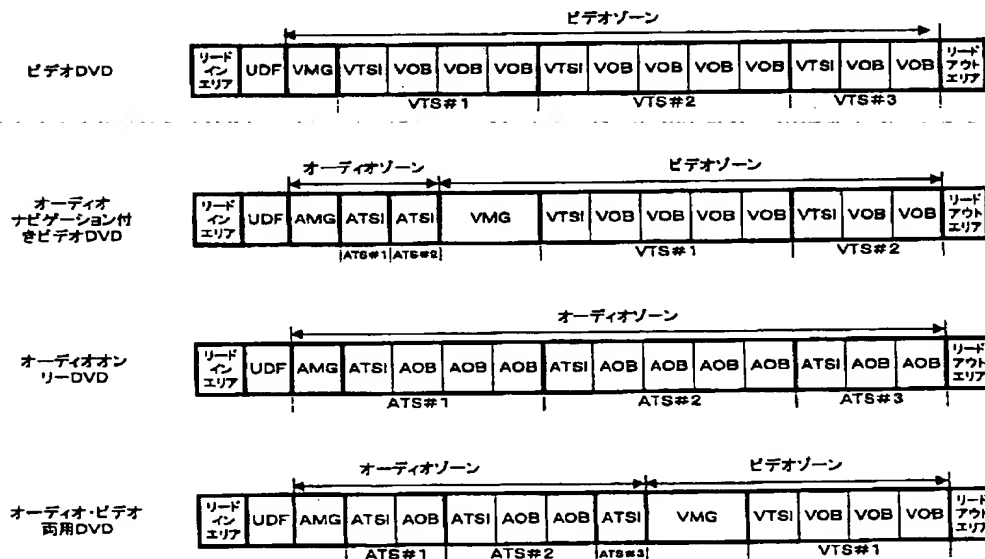 ビデオゾーン
ビデオDVD
リード イン エリア UDF VMG VTSI VOB VOB VOB VTSI VOB VOB VOB VOB VTSI VOB VOB リード アウト エリア
VTS#1 VTS#2 VTS#3
オーディオゾーン ビデオゾーン
オーディオ
ナビゲーション付
きビデオDVD
リード イン エリア UDF AMG ATSI ATSI VMG VTSI VOB VOB VOB VOB VTSI VOB VOB リード アウト エリア
ATS#1 ATS#2 VTS#1 VTS#2
オーディオゾーン
オーディオオン
リーDVD
リード イン エリア UDF AMG ATSI AOB AOB AOB ATSI AOB AOB AOB AOB ATSI AOB AOB リード アウト エリア
ATS#1 ATS#2 ATS#3
オーディオゾーン ビデオゾーン
オーディオ・ビデオ
両用DVD
リード イン エリア UDF AMG ATSI AOB ATSI AOB AOB ATSI VMG VTSI VOB VOB VOB リード アウト エリア
ATS#1 ATS#2 ATS#3 VTS#1